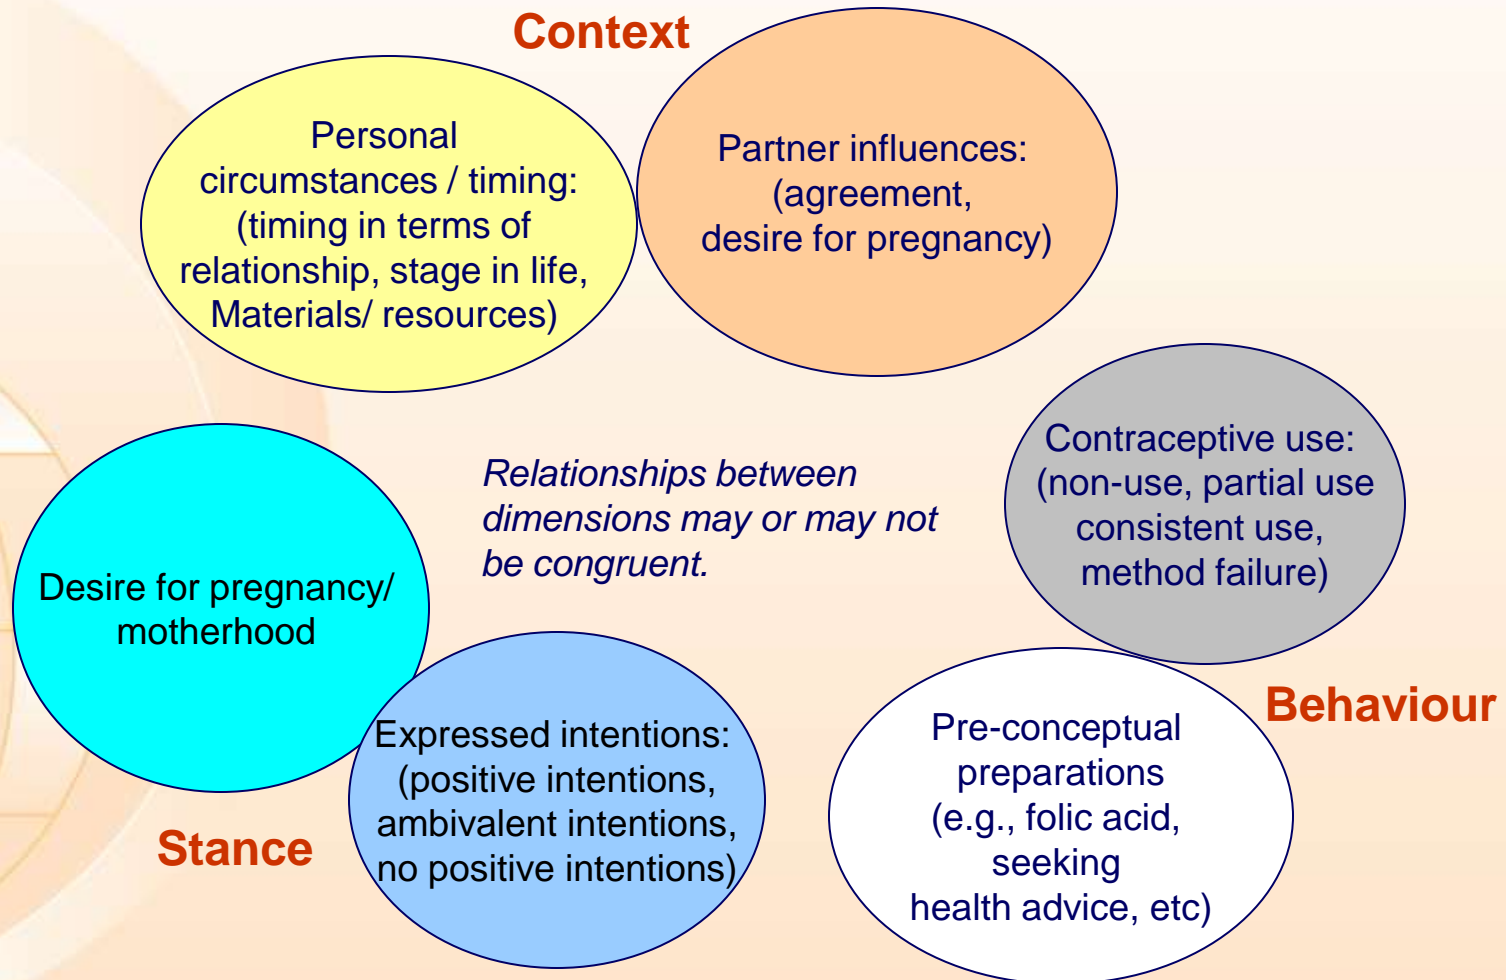 Context
Personal
circumstances / timing:
(timing in terms of
relationship, stage in life,
Materials/ resources)
Partner influences:
(agreement,
desire for pregnancy)
Contraceptive use:
(non-use, partial use
consistent use,
method failure)
Relationships between
dimensions may or may not
be congruent.
Desire for pregnancy/
motherhood
Expressed intentions:
(positive intentions,
ambivalent intentions,
no positive intentions)
Stance
Behaviour
Pre-conceptual
preparations
(e.g., folic acid,
seeking
health advice, etc)